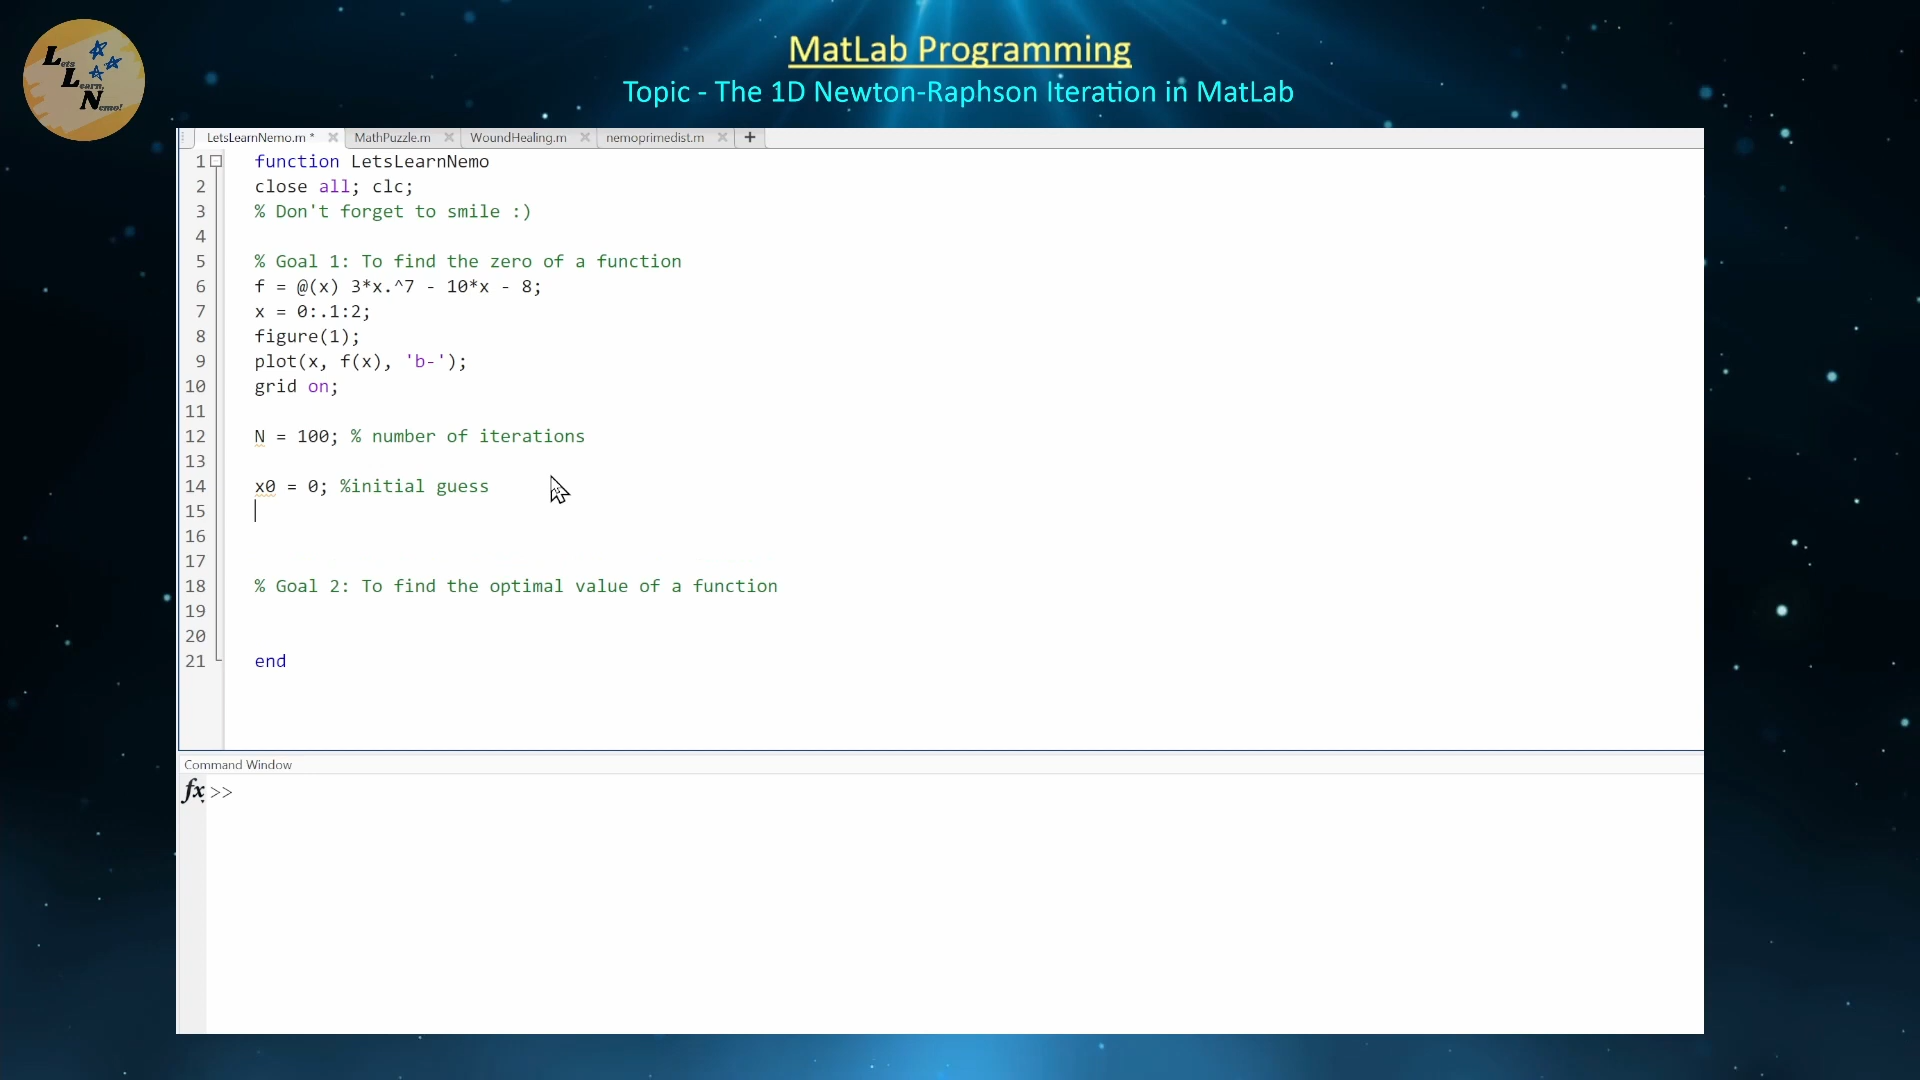 Lets
Learn,
Nemo!
MatLab Programming
Topic - The 1D Newton-Raphson Iteration in MatLab
LetsLearnNemo.m * MathPuzzle.m WoundHealing.m nemoprimedist.m +
1 function LetsLearnNemo
2 close all; clc;
3 % Don't forget to smile :)
4
5 % Goal 1: To find the zero of a function
6 f = @(x) 3*x.^7 - 10*x - 8;
7 x = 0:.1:2;
8 figure(1);
9 plot(x, f(x), 'b-');
10 grid on;
11
12 N = 100; % number of iterations
13
14 x0 = 0; %initial guess
15
16
17
18 % Goal 2: To find the optimal value of a function
19
20
21 end
Command Window
fx >>